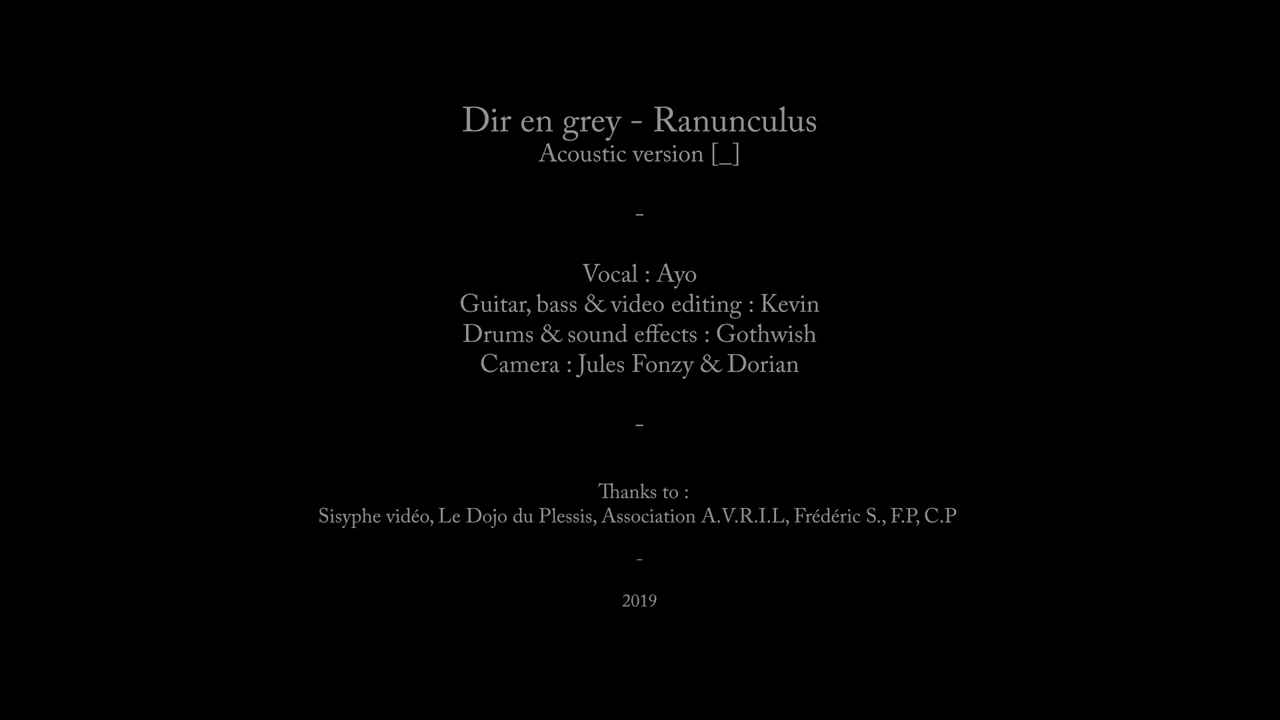 Dir en grey - Ranunculus
Acoustic version [_]
-
Vocal : Ayo
Guitar, bass & video editing : Kevin
Drums & sound effects : Gothwish
Camera : Jules Fonzy & Dorian
-
Thanks to :
Sisyphe vidéo, Le Dojo du Plessis, Association A.V.R.I.L, Frédéric S., F.P, C.P
-
2019